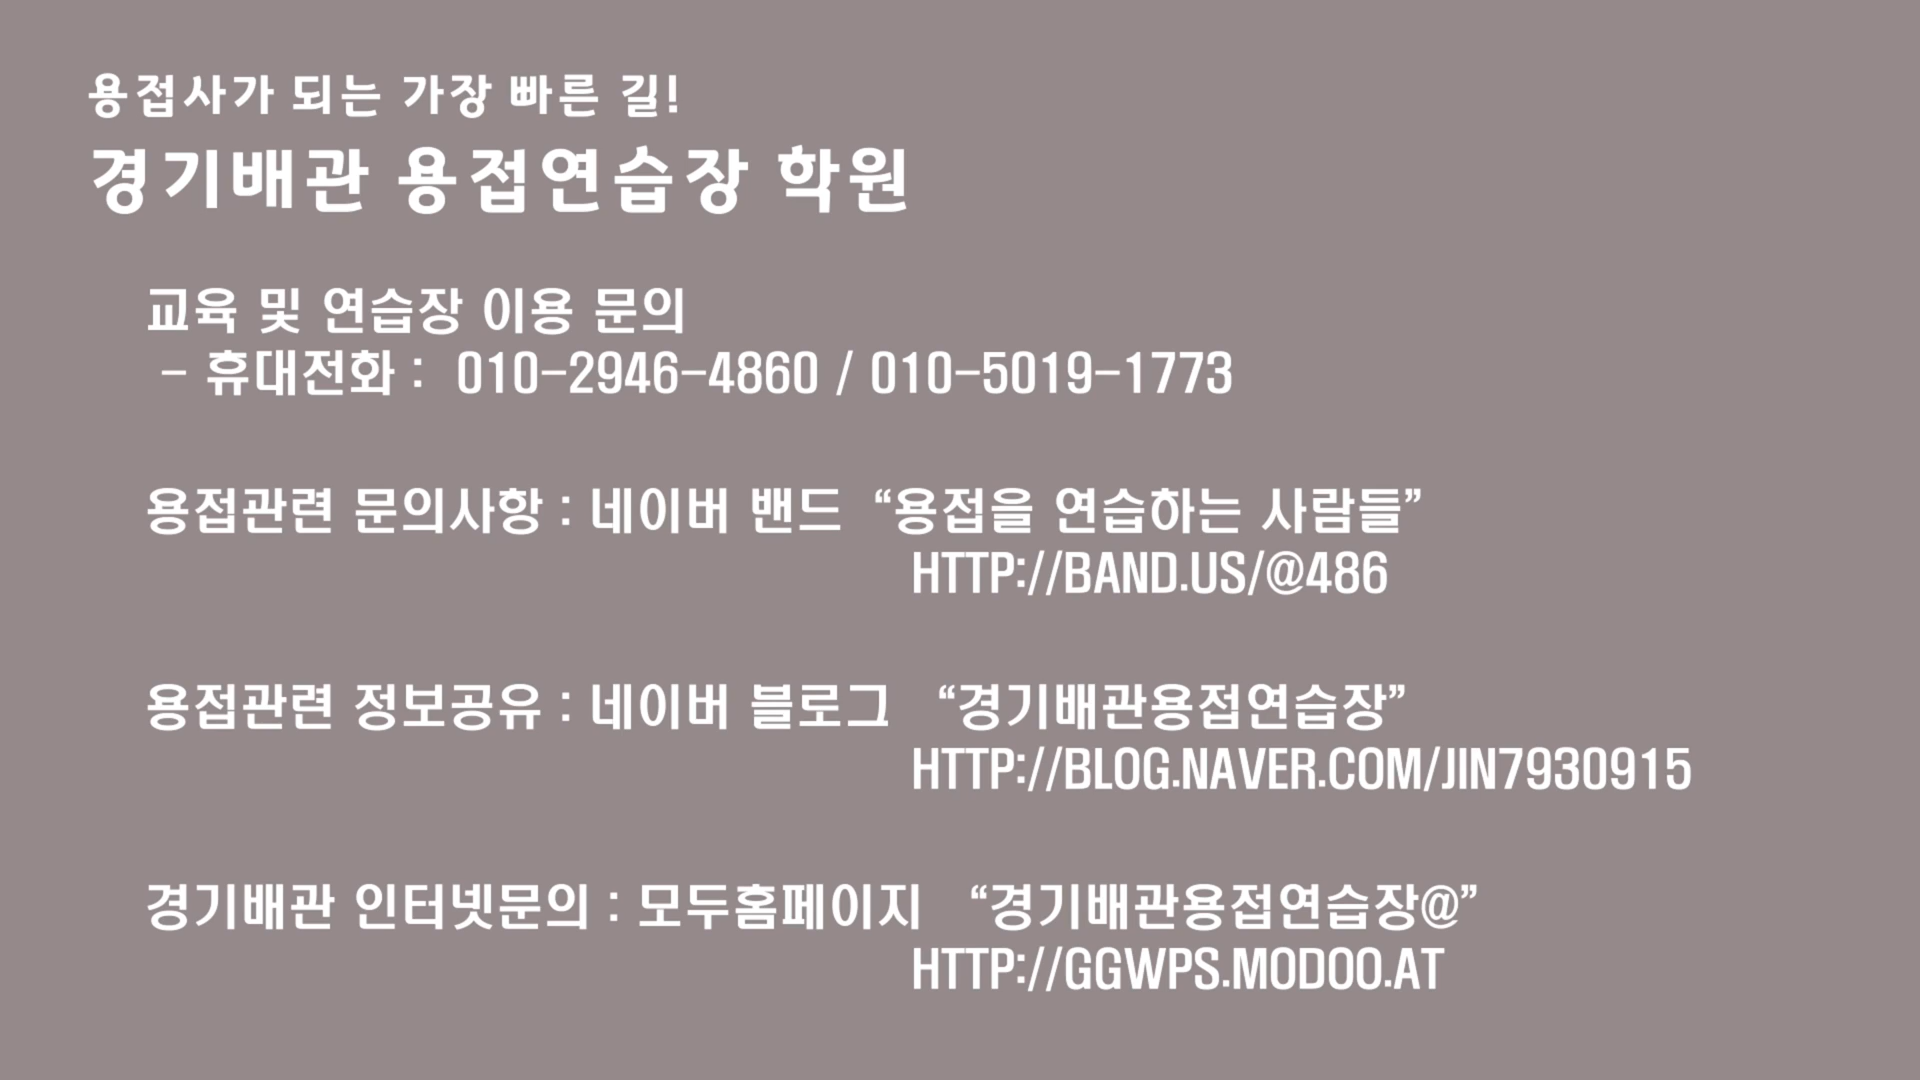 용접사가 되는 가장 빠른 길!
경기배관 용접연습장 학원
교육 및 연습장 이용 문의
- 휴대전화 : 010-2946-4860 / 010-5019-1773
용접관련 문의사항 : 네이버 밴드 “용접을 연습하는 사람들”
HTTP://BAND.US/@486
용접관련 정보공유 : 네이버 블로그 “경기배관용접연습장”
HTTP://BLOG.NAVER.COM/JIN7930915
경기배관 인터넷문의 : 모두홈페이지 “경기배관용접연습장@”
HTTP://GGWPS.MODOO.AT